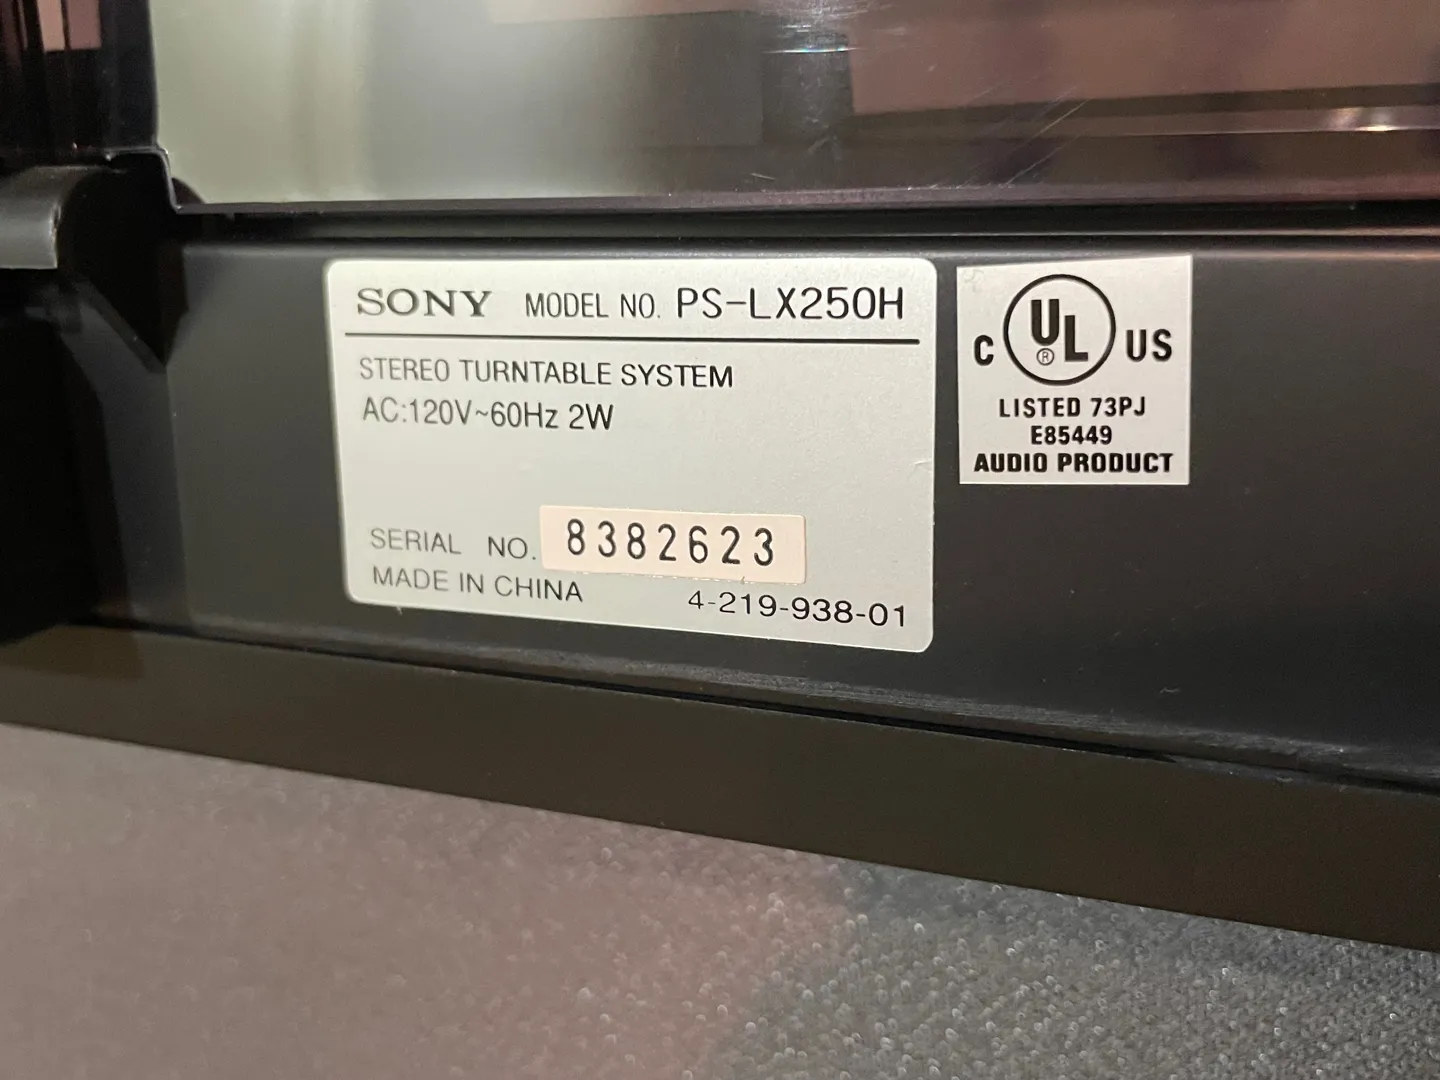 SONY MODEL NO. PS-LX250H
STEREO TURNTABLE SYSTEM
AC:120V~60Hz 2W
SERIAL NO. 8382623
MADE IN CHINA 4-219-938-01
C UL® US
LISTED 73PJ
E85449
AUDIO PRODUCT